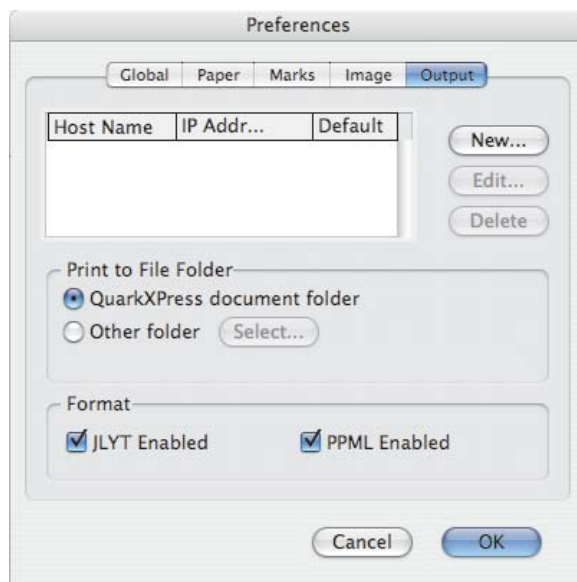 Preferences
Global Paper Marks Image Output
Host Name IP Addr... Default
New...
Edit...
Delete
Print to File Folder
QuarkXPress document folder
Other folder Select...
Format
JLYT Enabled PPML Enabled
Cancel OK